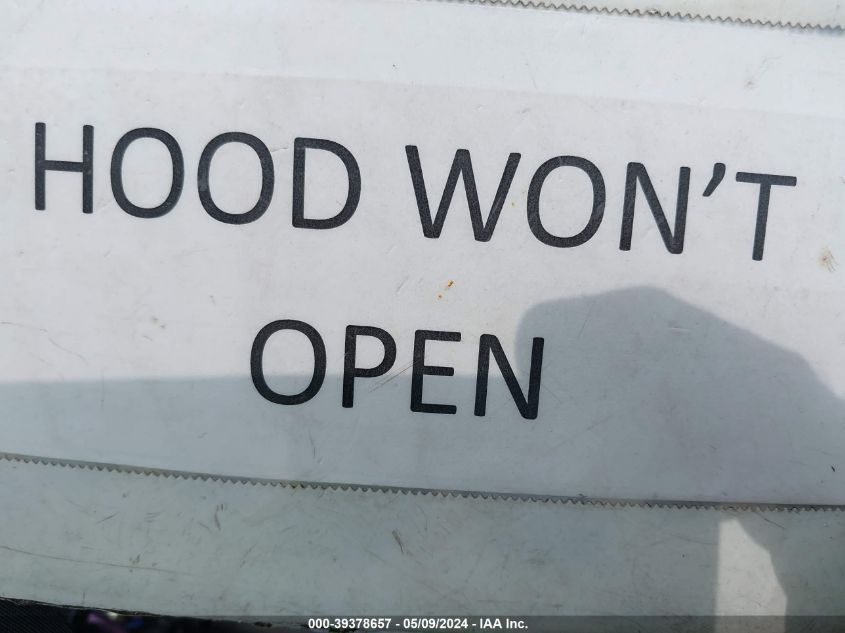 HOOD WON'T
OPEN
000-39378657 - 05/09/2024 - IAA Inc.